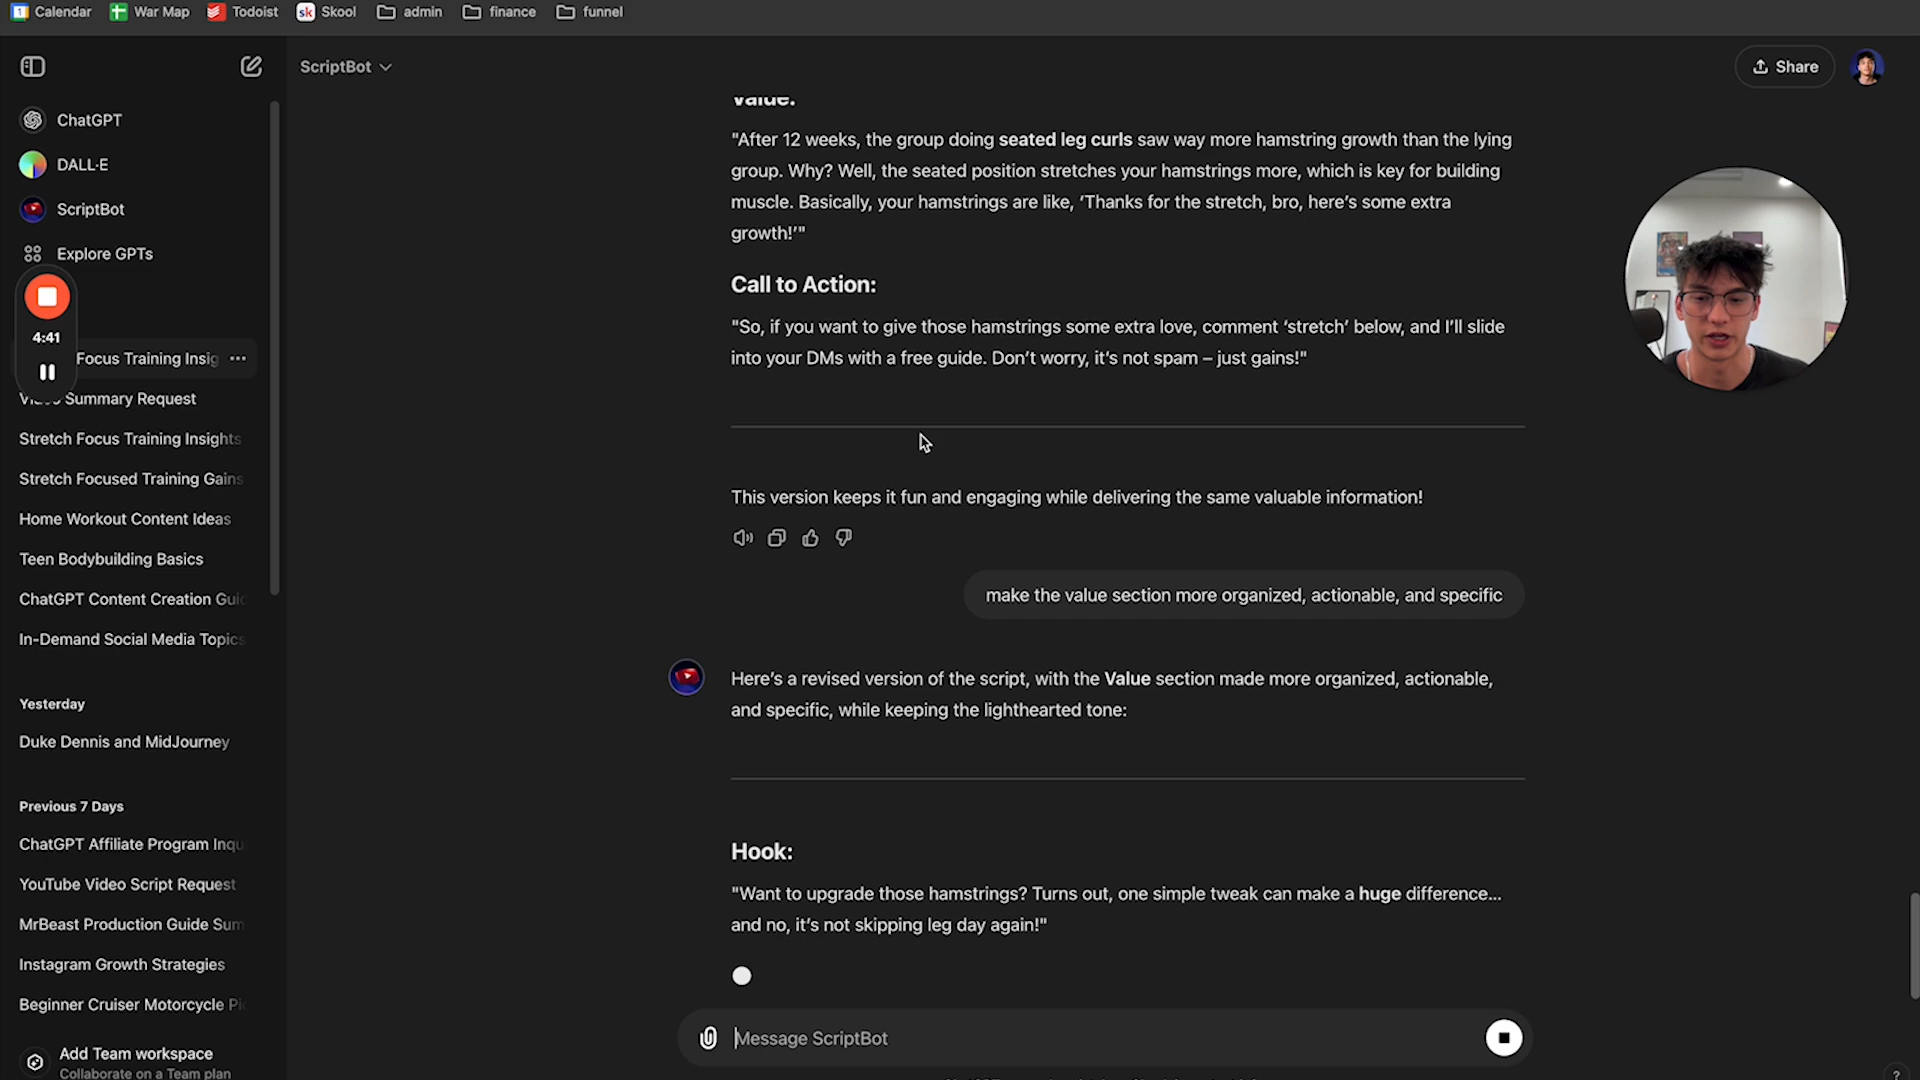 Calendar
War Map
Todoist
sk Skool
admin
finance
funnel
ScriptBot
Share
ChatGPT
DALL·E
ScriptBot
Explore GPTs
4:41
Focus Training Insig
Summary Request
Stretch Focus Training Insights
Stretch Focused Training Gains
Home Workout Content Ideas
Teen Bodybuilding Basics
ChatGPT Content Creation Gui
In-Demand Social Media Topics
Yesterday
Duke Dennis and MidJourney
Previous 7 Days
ChatGPT Affiliate Program Inqu
YouTube Video Script Request
MrBeast Production Guide Sum
Instagram Growth Strategies
Beginner Cruiser Motorcycle Pi
Add Team workspace
Collaborate on a Team plan
Value:
"After 12 weeks, the group doing seated leg curls saw way more hamstring growth than the lying
group. Why? Well, the seated position stretches your hamstrings more, which is key for building
muscle. Basically, your hamstrings are like, ‘Thanks for the stretch, bro, here’s some extra
growth!’"
Call to Action:
"So, if you want to give those hamstrings some extra love, comment ‘stretch’ below, and I’ll slide
into your DMs with a free guide. Don’t worry, it’s not spam – just gains!"
This version keeps it fun and engaging while delivering the same valuable information!
make the value section more organized, actionable, and specific
Here’s a revised version of the script, with the Value section made more organized, actionable,
and specific, while keeping the lighthearted tone:
Hook:
"Want to upgrade those hamstrings? Turns out, one simple tweak can make a huge difference...
and no, it’s not skipping leg day again!"
Message ScriptBot
?